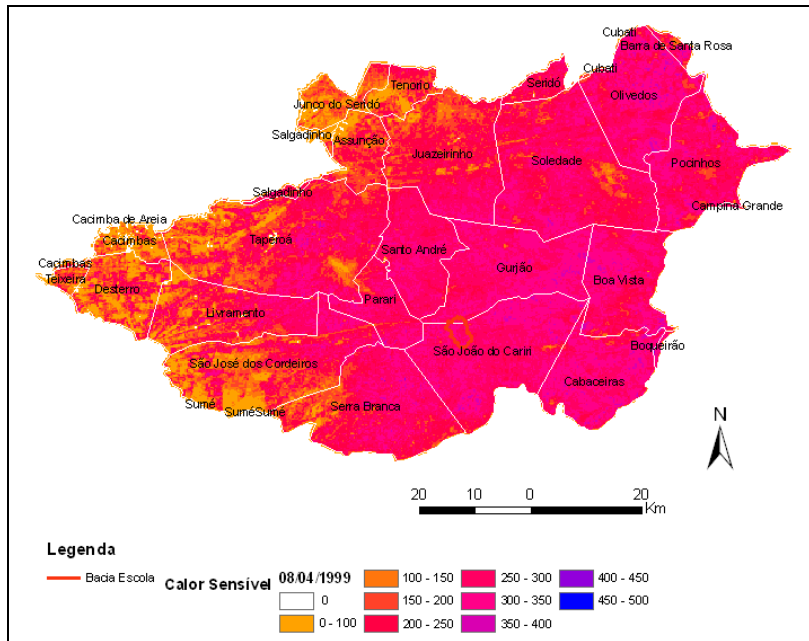 Cubati
Barra de Santa Rosa
Cubati
Olivedos
Tenorio
Seridó
Junco do Seridó
Salgadinho
Assunção
Juazeirinho
Soledade
Pocinhos
Salgadinho
Campina Grande
Cacimba de Areia
Cacimbas
Taperoá
Santo André
Gurjão
Cacimbas
Teixeira
Desterro
Boa Vista
Parari
Livramento
São João do Cariri
Boqueirão
São José dos Cordeiros
Cabaceiras
Sumé
SuméSume
Serra Branca
N
20 10 0 20
Km
Legenda
Bacia Escola
Calor Sensível
08/04/1999
0
0 - 100
100 - 150
150 - 200
200 - 250
250 - 300
300 - 350
350 - 400
400 - 450
450 - 500